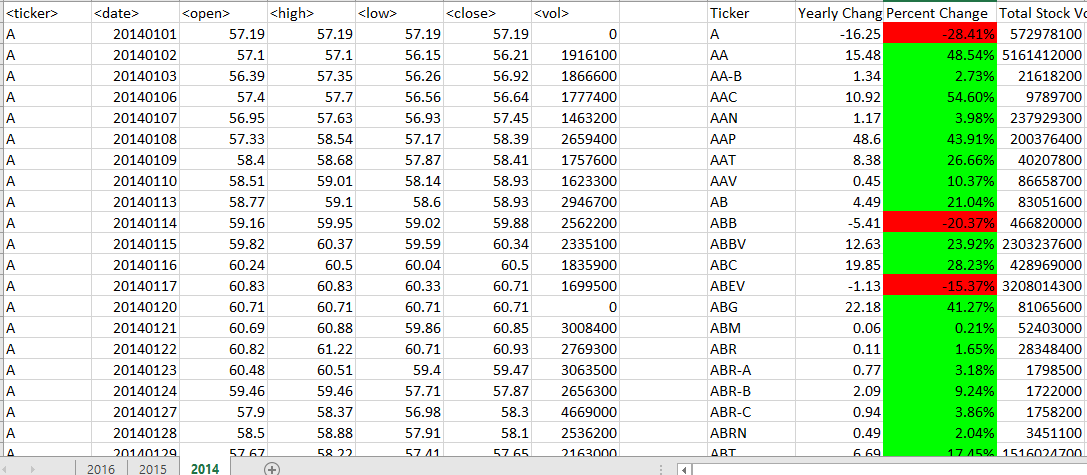 <ticker> <date> <open> <high> <low> <close> <vol> Ticker Yearly Chang Percent Change Total Stock Vo
A 20140101 57.19 57.19 57.19 57.19 0 A -16.25 -28.41% 572978100
A 20140102 57.1 57.1 56.15 56.21 1916100 AA 15.48 48.54% 5161412000
A 20140103 56.39 57.35 56.26 56.92 1866600 AA-B 1.34 2.73% 21618200
A 20140106 57.4 57.7 56.56 56.64 1777400 AAC 10.92 54.60% 9789700
A 20140107 56.95 57.63 56.93 57.45 1463200 AAN 1.17 3.98% 237929300
A 20140108 57.33 58.54 57.17 58.39 2659400 AAP 48.6 43.91% 200376400
A 20140109 58.4 58.68 57.87 58.41 1757600 AAT 8.38 26.66% 40207800
A 20140110 58.51 59.01 58.14 58.93 1623300 AAV 0.45 10.37% 86658700
A 20140113 58.77 59.1 58.6 58.93 2946700 AB 4.49 21.04% 83051600
A 20140114 59.16 59.95 59.02 59.88 2562200 ABB -5.41 -20.37% 466820000
A 20140115 59.82 60.37 59.59 60.34 2335100 ABBV 12.63 23.92% 2303237600
A 20140116 60.24 60.5 60.04 60.5 1835900 ABC 19.85 28.23% 428969000
A 20140117 60.83 60.83 60.33 60.71 1699500 ABEV -1.13 -15.37% 3208014300
A 20140120 60.71 60.71 60.71 60.71 0 ABG 22.18 41.27% 81065600
A 20140121 60.69 60.88 59.86 60.85 3008400 ABM 0.06 0.21% 52403000
A 20140122 60.82 61.22 60.71 60.93 2769300 ABR 0.11 1.65% 28348400
A 20140123 60.48 60.51 59.4 59.47 3063500 ABR-A 0.77 3.18% 1798500
A 20140124 59.46 59.46 57.71 57.87 2656300 ABR-B 2.09 9.24% 1722000
A 20140127 57.9 58.37 56.98 58.3 4669000 ABR-C 0.94 3.86% 1758200
A 20140128 58.5 58.88 57.91 58.1 2536200 ABRN 0.49 2.04% 3451100
A 20140129 57.67 58.22 57.41 57.65 2163000 ABT 6.69 17.45% 1516024700
2016 2015 2014